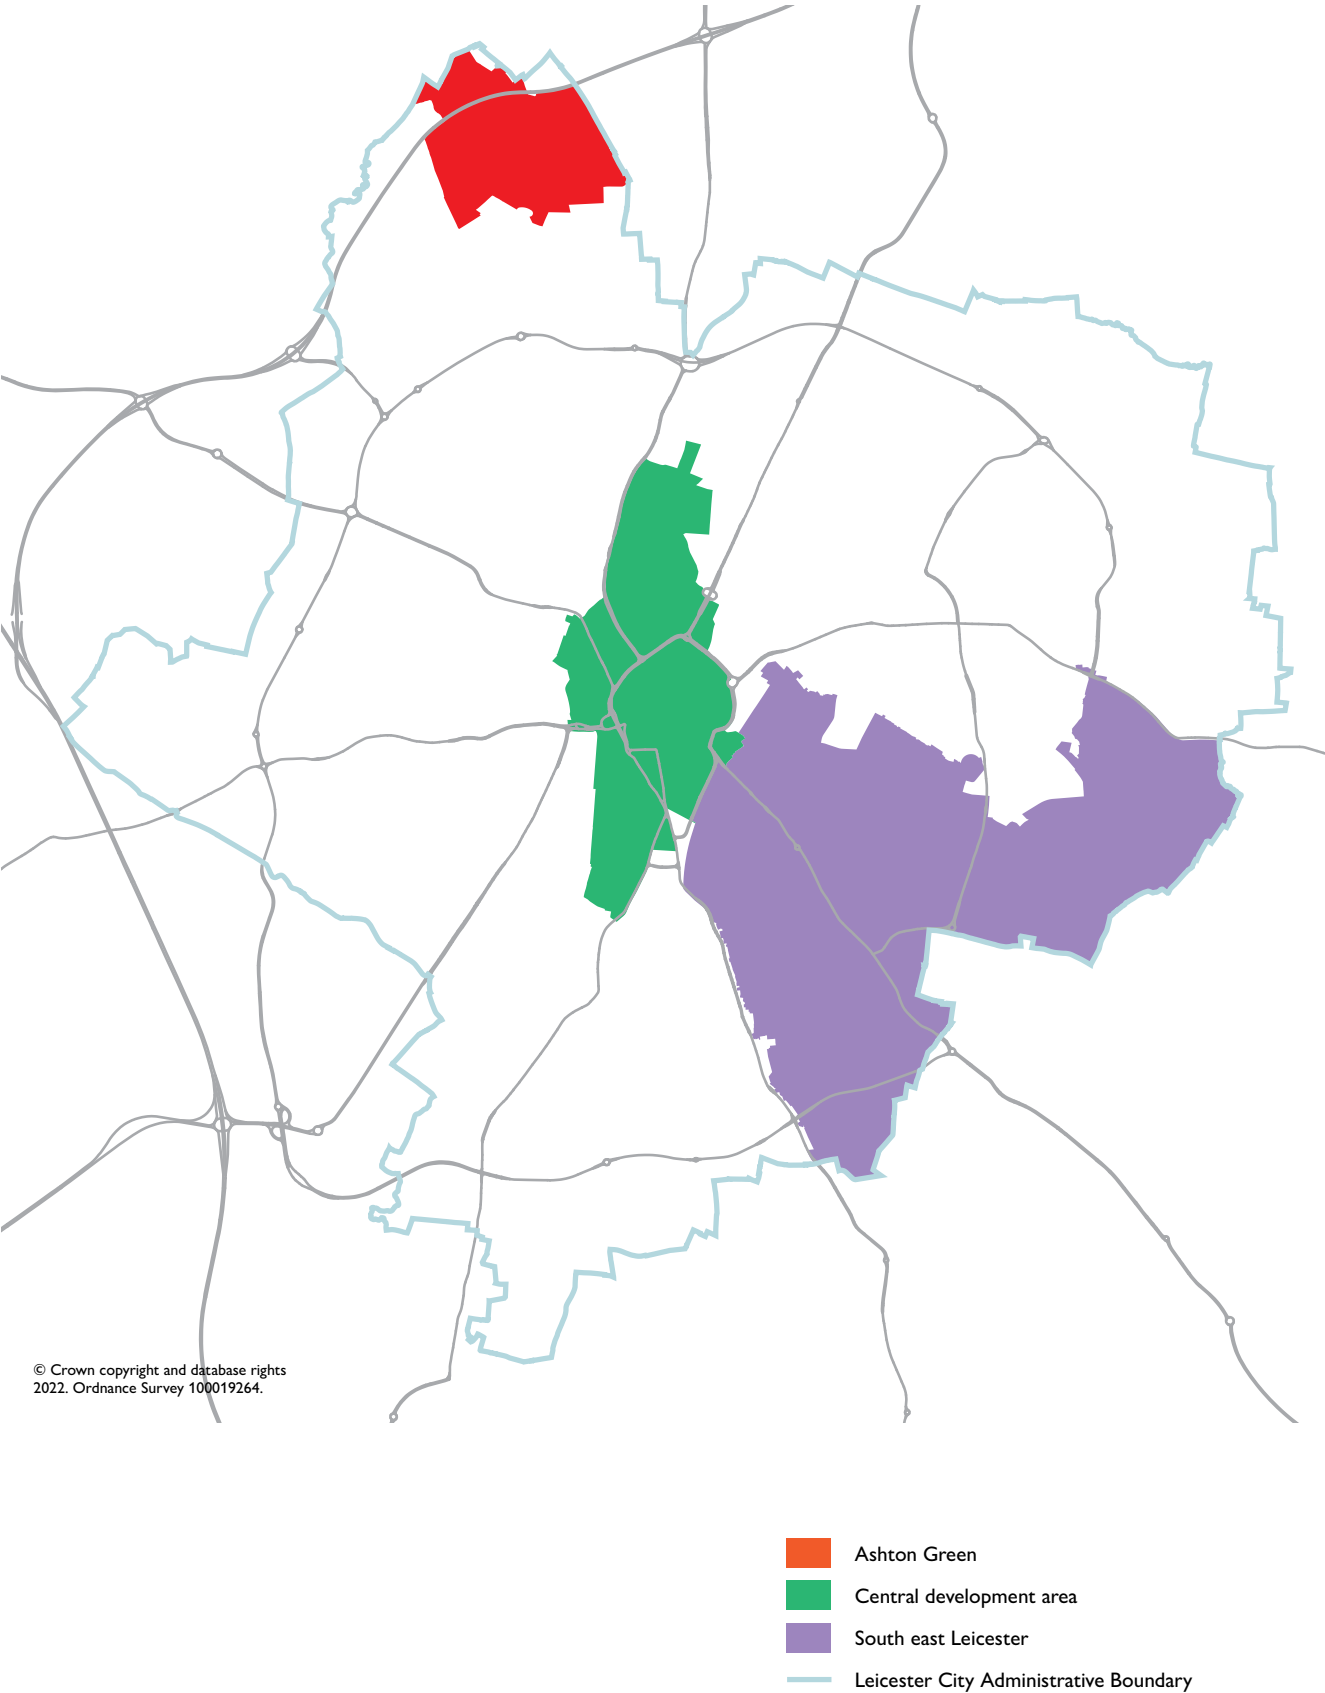 © Crown copyright and database rights
2022. Ordnance Survey 100019264.
Ashton Green
Central development area
South east Leicester
Leicester City Administrative Boundary